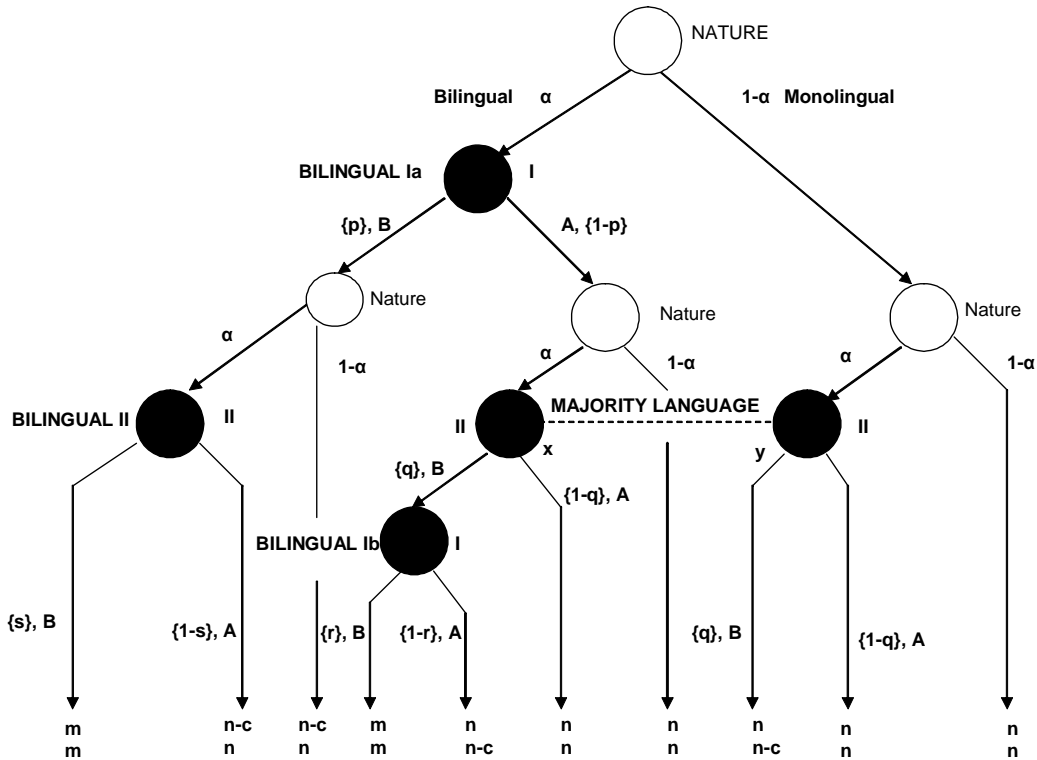 NATURE
Bilingual α
1-α Monolingual
BILINGUAL Ia
I
{p}, B
A, {1-p}
Nature
Nature
Nature
α
1-α
α
1-α
α
1-α
BILINGUAL II
II
II
MAJORITY LANGUAGE
II
x
y
{q}, B
{1-q}, A
BILINGUAL Ib
I
{s}, B
{1-s}, A
{r}, B
{1-r}, A
{q}, B
{1-q}, A
m n-c n-c m n n n n n n
m n n m n-c n n n-c n n